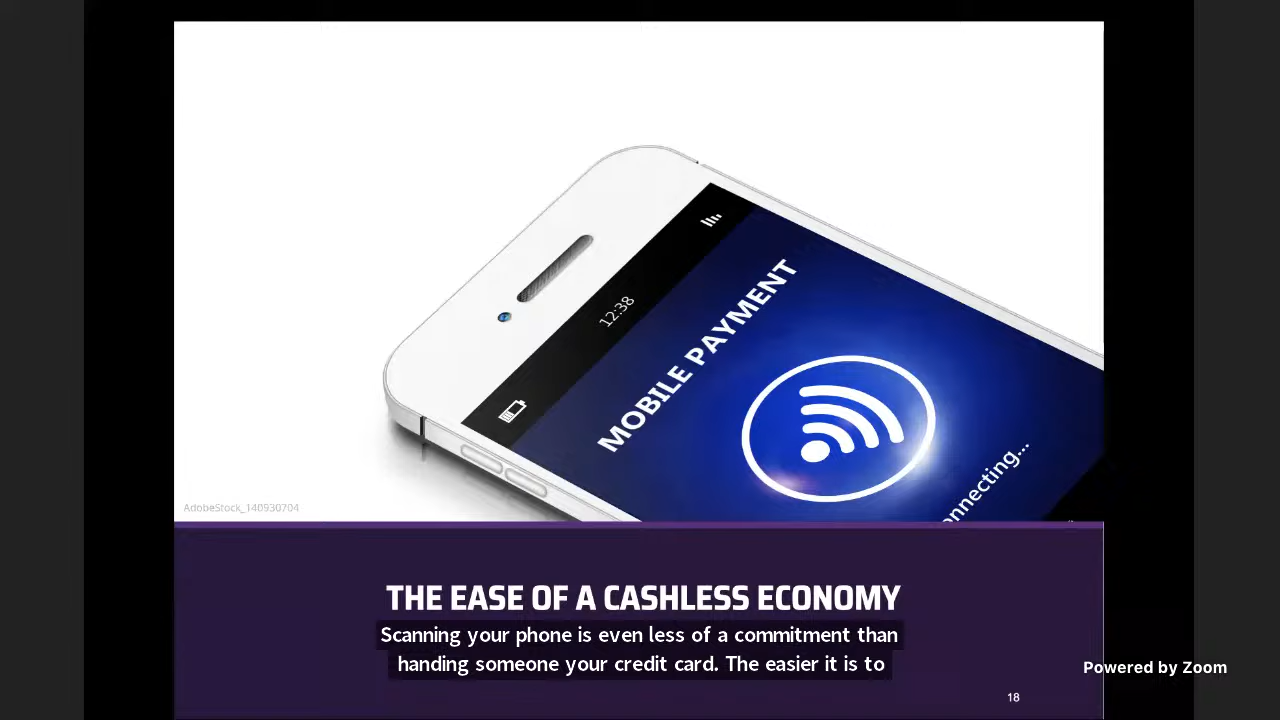 12:38
MOBILE PAYMENT
onnecting...
AdobeStock_140930704
THE EASE OF A CASHLESS ECONOMY
Scanning your phone is even less of a commitment than
handing someone your credit card. The easier it is to
Powered by Zoom
18